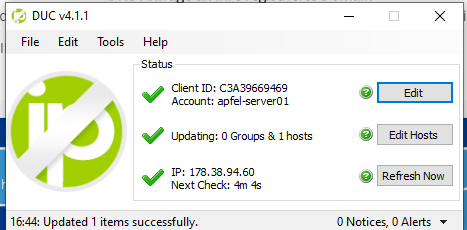 DUC v4.1.1
File Edit Tools Help
Status
Client ID: C3A39669469
Account: apfel-server01
Edit
Updating: 0 Groups & 1 hosts
Edit Hosts
IP: 178.38.94.60
Next Check: 4m 4s
Refresh Now
16:44: Updated 1 items successfully.
0 Notices, 0 Alerts